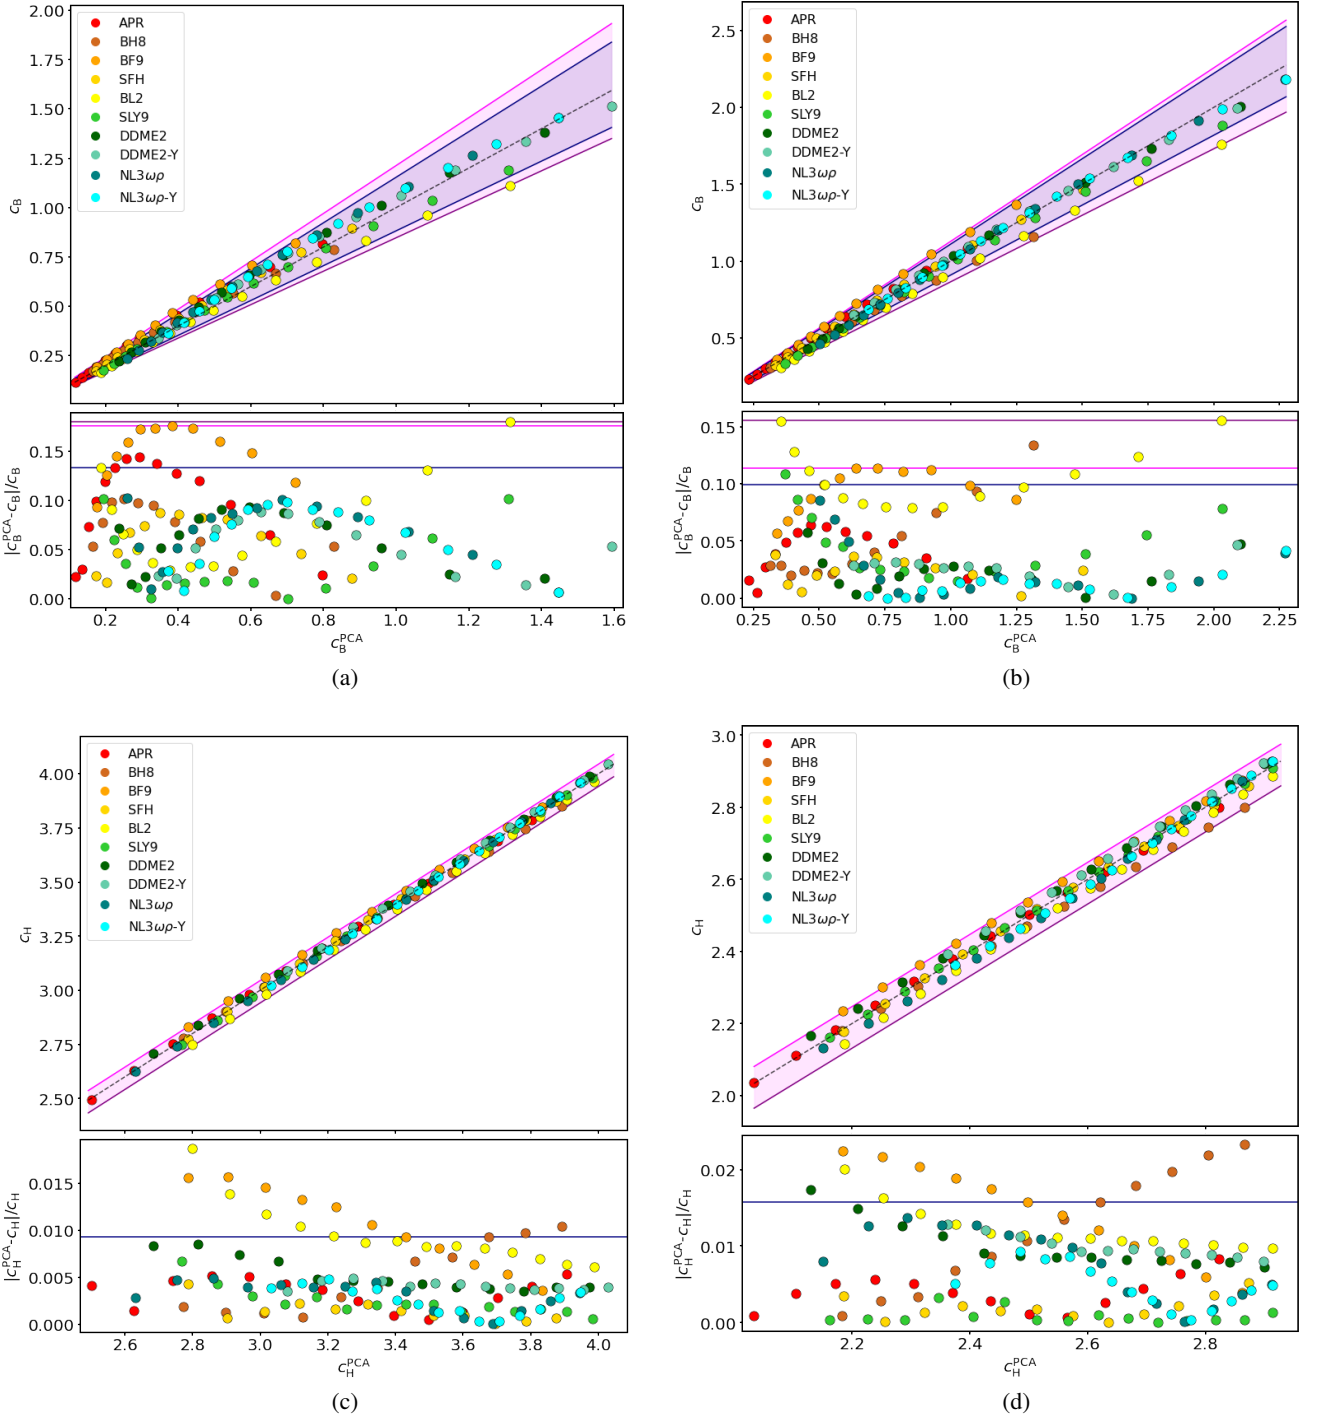 2.00
1.75
1.50
1.25
1.00
0.75
0.50
0.25
c_B
APR
BH8
BF9
SFH
BL2
SLY9
DDME2
DDME2-Y
NL3ωρ
NL3ωρ-Y
0.15
0.10
0.05
0.00
|c_B^PCA-c_B|/c_B
0.2 0.4 0.6 0.8 1.0 1.2 1.4 1.6
c_B^PCA
(a)
2.5
2.0
1.5
1.0
0.5
c_B
APR
BH8
BF9
SFH
BL2
SLY9
DDME2
DDME2-Y
NL3ωρ
NL3ωρ-Y
0.15
0.10
0.05
0.00
|c_B^PCA-c_B|/c_B
0.25 0.50 0.75 1.00 1.25 1.50 1.75 2.00 2.25
c_B^PCA
(b)
4.00
3.75
3.50
3.25
3.00
2.75
2.50
c_H
APR
BH8
BF9
SFH
BL2
SLY9
DDME2
DDME2-Y
NL3ωρ
NL3ωρ-Y
0.015
0.010
0.005
0.000
|c_H^PCA-c_H|/c_H
2.6 2.8 3.0 3.2 3.4 3.6 3.8 4.0
c_H^PCA
(c)
3.0
2.8
2.6
2.4
2.2
2.0
c_H
APR
BH8
BF9
SFH
BL2
SLY9
DDME2
DDME2-Y
NL3ωρ
NL3ωρ-Y
0.02
0.01
0.00
|c_H^PCA-c_H|/c_H
2.2 2.4 2.6 2.8
c_H^PCA
(d)